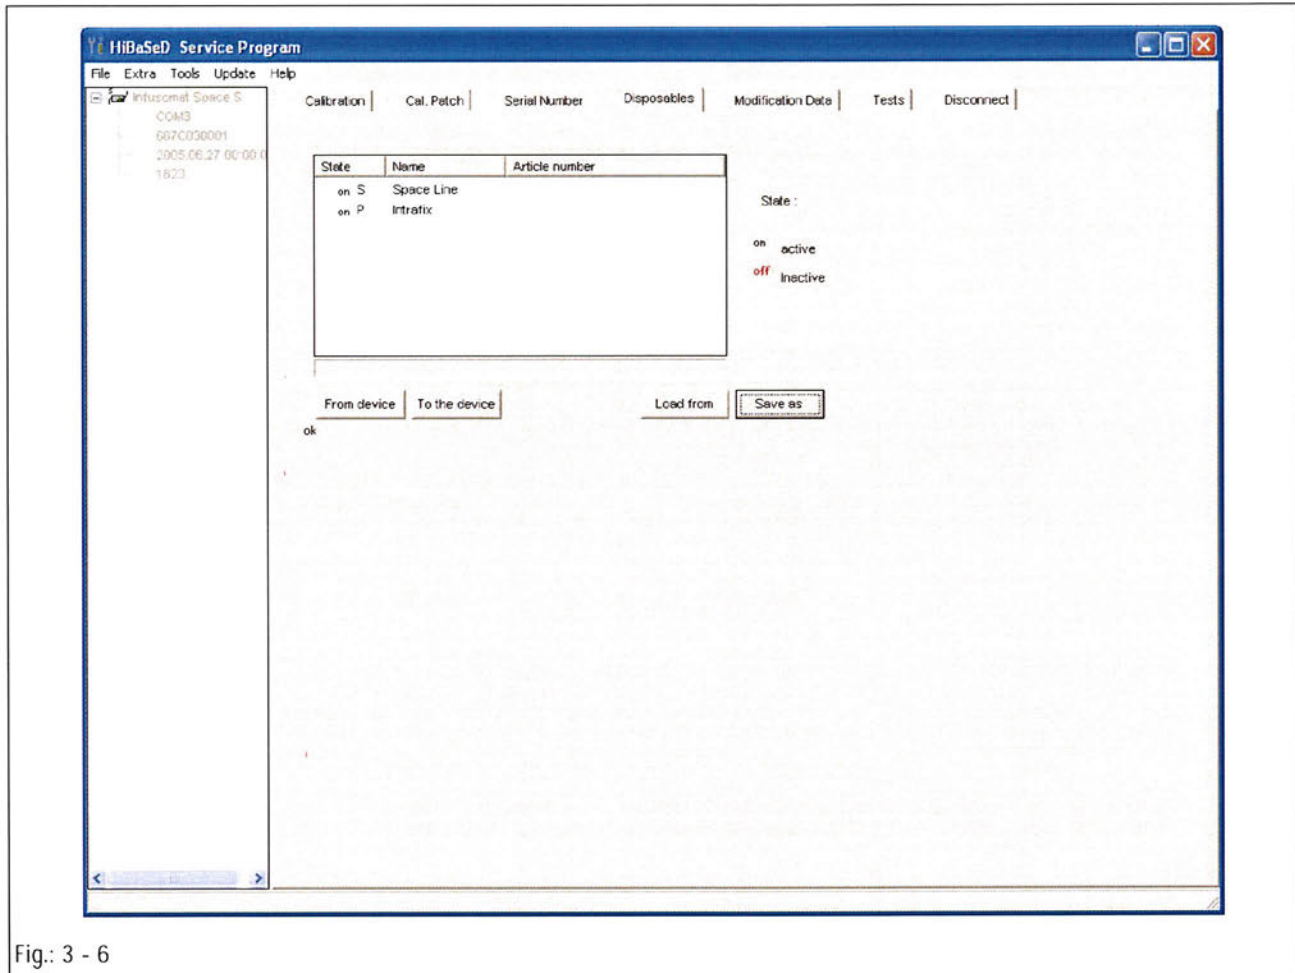 HiBaSeD Service Program
File Extra Tools Update Help
Infusomat Space S
COM3
667C030001
2005.06.27 00:00:0
1823
Calibration Cal. Patch Serial Number Disposables Modification Data Tests Disconnect
State Name Article number
on S Space Line
on P Intrafix
State :
on active
off Inactive
From device To the device Load from Save as
ok
Fig.: 3 - 6